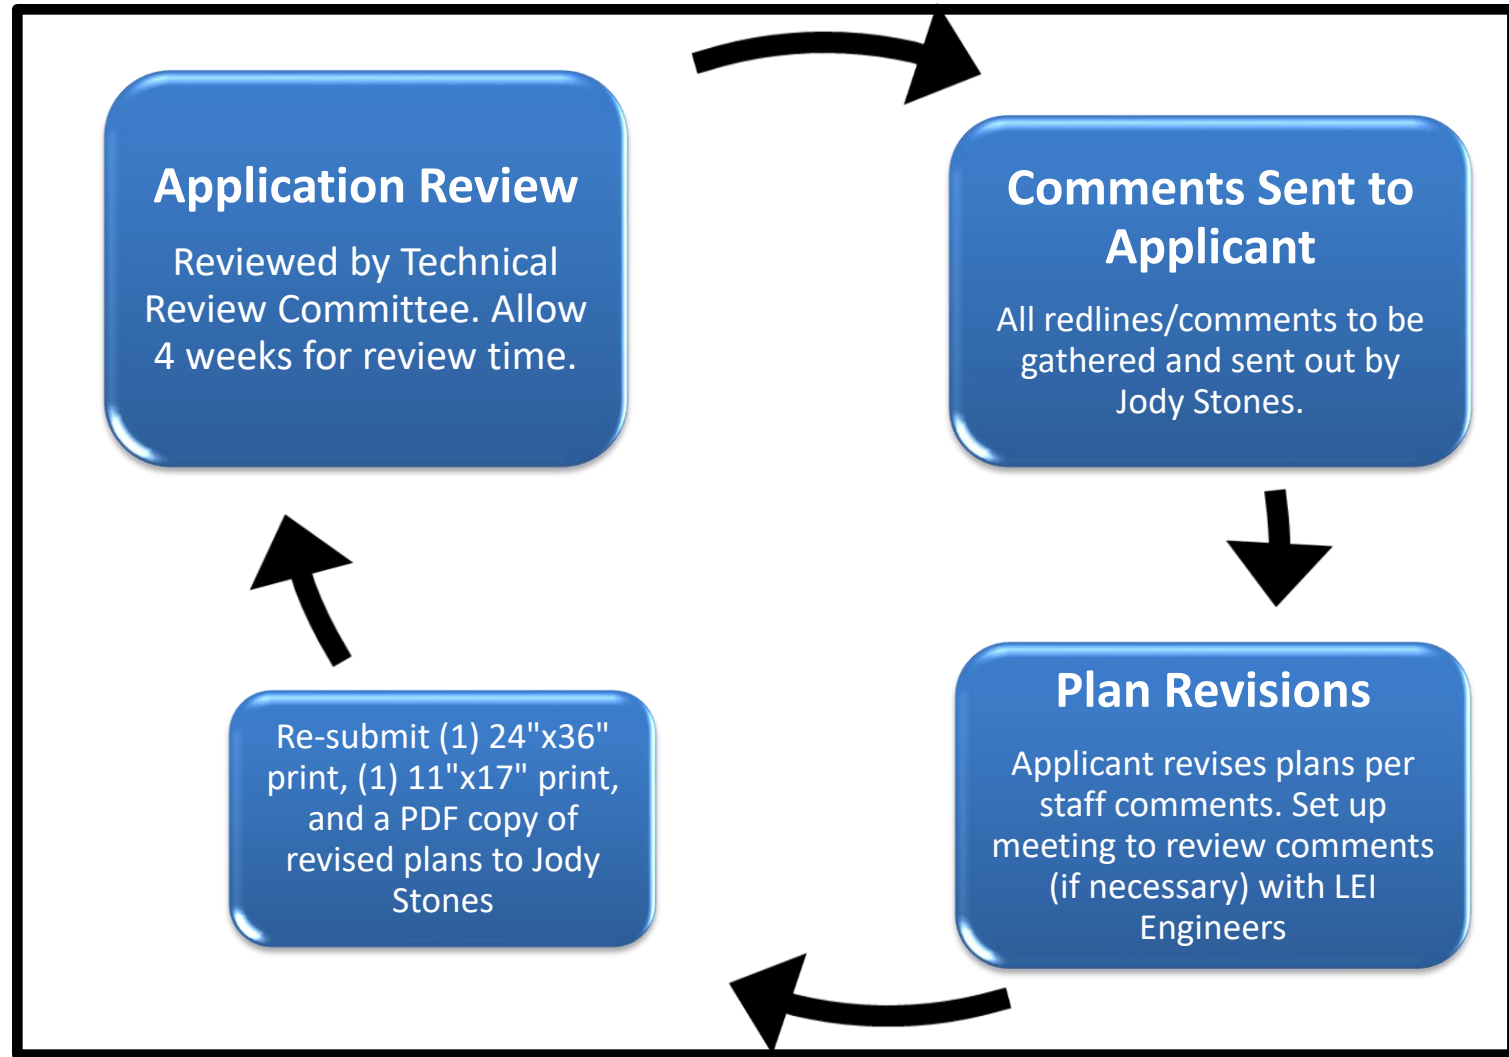 Application Review
Reviewed by Technical
Review Committee. Allow
4 weeks for review time.
Comments Sent to
Applicant
All redlines/comments to be
gathered and sent out by
Jody Stones.
Plan Revisions
Applicant revises plans per
staff comments. Set up
meeting to review comments
(if necessary) with LEI
Engineers
Re-submit (1) 24"x36"
print, (1) 11"x17" print,
and a PDF copy of
revised plans to Jody
Stones